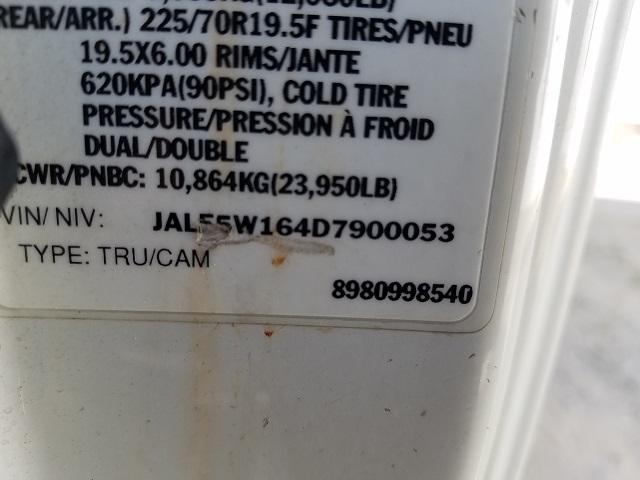 REAR/ARR.) 225/70R19.5F TIRES/PNEU
19.5X6.00 RIMS/JANTE
620KPA(90PSI), COLD TIRE
PRESSURE/PRESSION À FROID
DUAL/DOUBLE
CWR/PNBC: 10,864KG(23,950LB)
VIN/NIV: JALE5W164D7900053
TYPE: TRU/CAM
8980998540